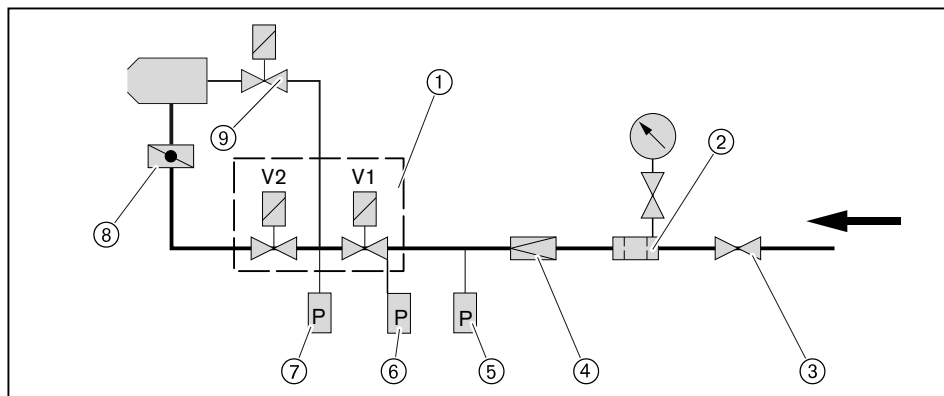 ①
②
⑨
V2 V1
⑧
P P P
⑦ ⑥ ⑤ ④ ③